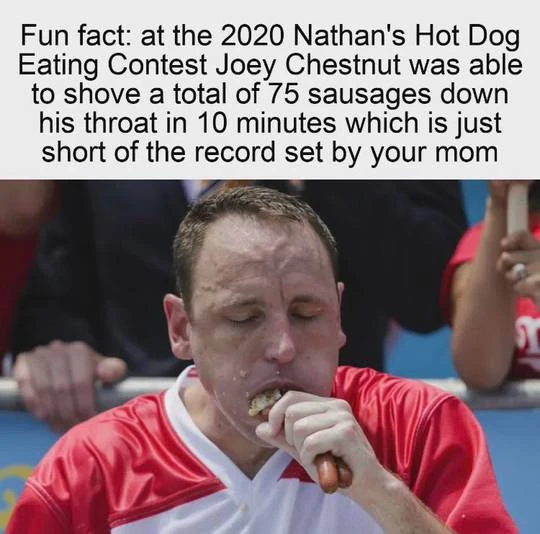 Fun fact: at the 2020 Nathan's Hot Dog
Eating Contest Joey Chestnut was able
to shove a total of 75 sausages down
his throat in 10 minutes which is just
short of the record set by your mom